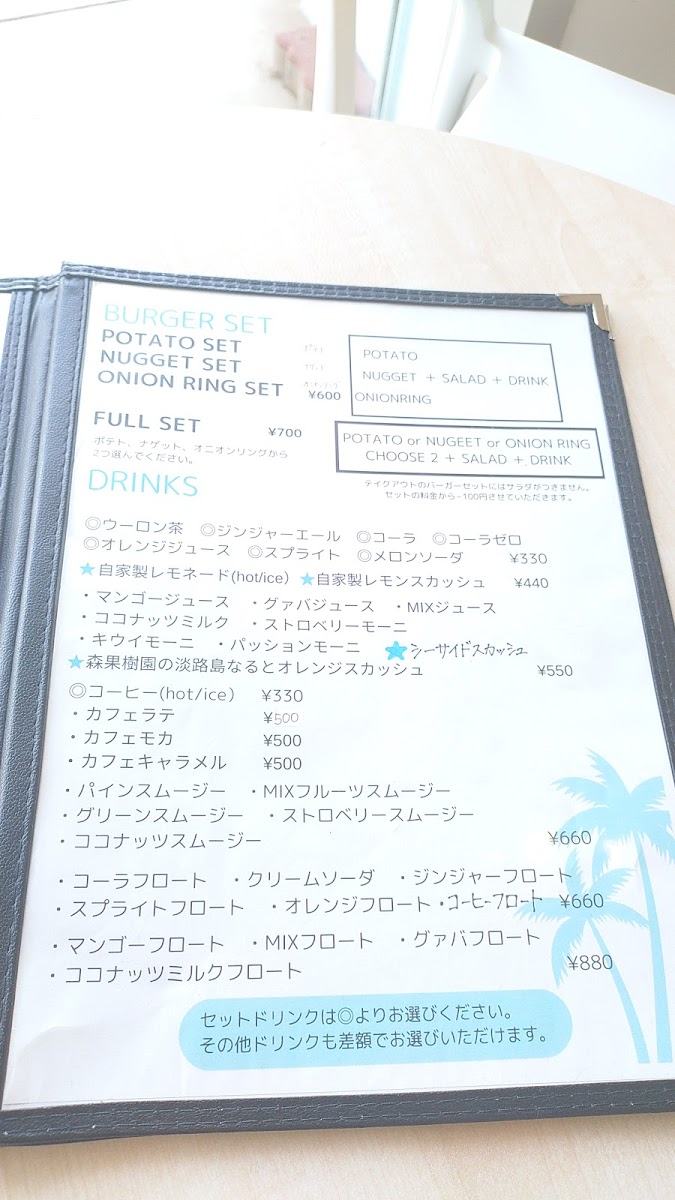 BURGER SET
POTATO SET ポテト
NUGGET SET ナゲット
ONION RING SET オニオンリング ¥600
POTATO
NUGGET + SALAD + DRINK
ONIONRING
FULL SET ¥700
ポテト、ナゲット、オニオンリングから
2つ選んでください。
POTATO or NUGEET or ONION RING
CHOOSE 2 + SALAD + DRINK
テイクアウトのバーガーセットにはサラダがつきません。
セットの料金から-100円させていただきます。
DRINKS
◎ウーロン茶 ◎ジンジャーエール ◎コーラ ◎コーラゼロ
◎オレンジジュース ◎スプライト ◎メロンソーダ ¥330
★自家製レモネード(hot/ice) ★自家製レモンスカッシュ ¥440
・マンゴージュース ・グァバジュース ・MIXジュース
・ココナッツミルク ・ストロベリーモーニ
・キウイモーニ ・パッションモーニ ★シーサイドスカッシュ
★森果樹園の淡路島なるとオレンジスカッシュ ¥550
◎コーヒー(hot/ice) ¥330
・カフェラテ ¥500
・カフェモカ ¥500
・カフェキャラメル ¥500
・パインスムージー ・MIXフルーツスムージー
・グリーンスムージー ・ストロベリースムージー
・ココナッツスムージー ¥660
・コーラフロート ・クリームソーダ ・ジンジャーフロート
・スプライトフロート ・オレンジフロート ・コーヒーフロート ¥660
・マンゴーフロート ・MIXフロート ・グァバフロート
・ココナッツミルクフロート ¥880
セットドリンクは◎よりお選びください。
その他ドリンクも差額でお選びいただけます。